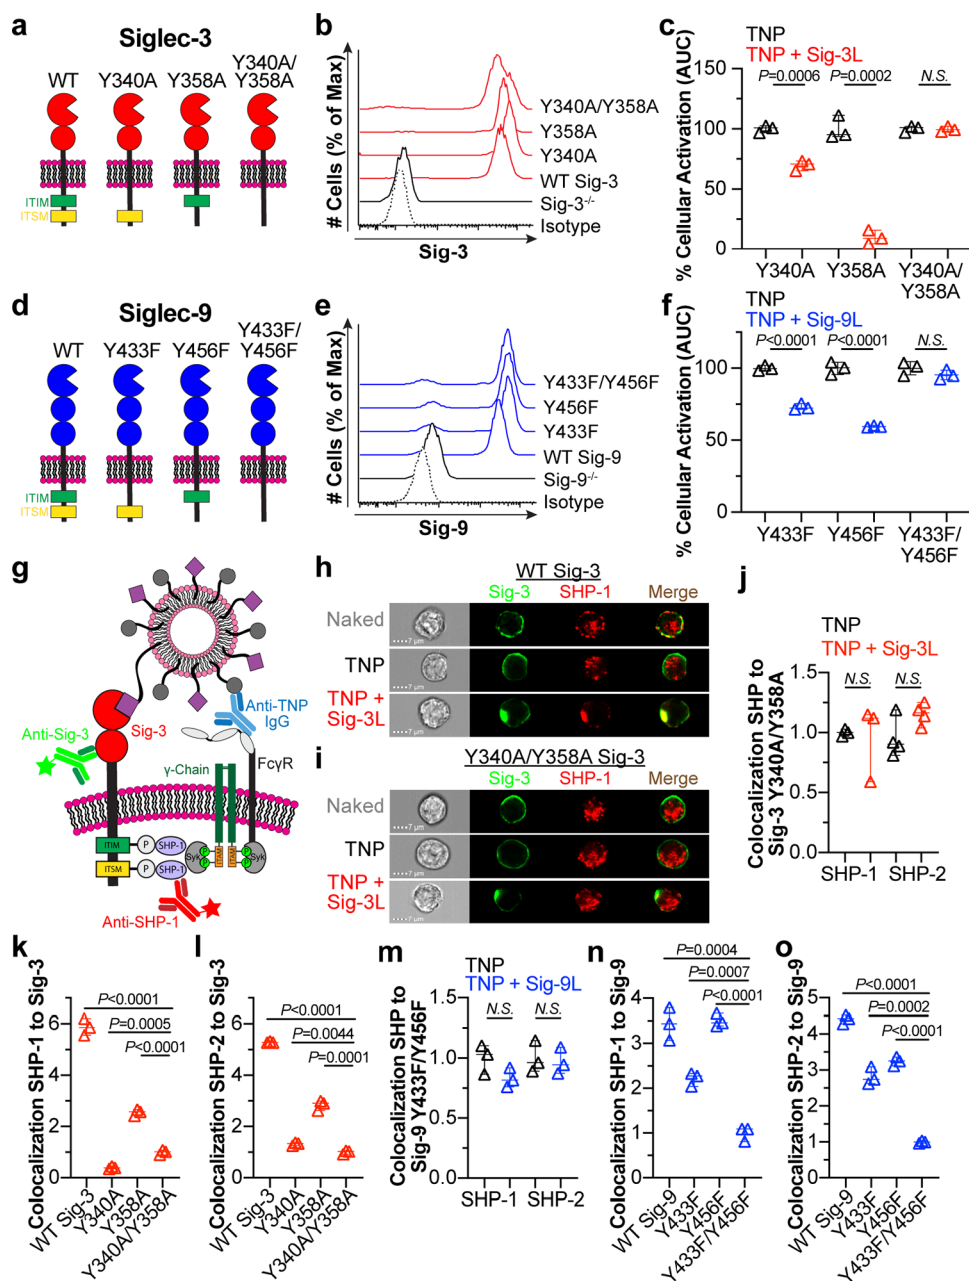 a
Siglec-3
WT Y340A Y358A Y340A/
Y358A
ITIM
ITSM
b
# Cells (% of Max)
Y340A/Y358A
Y358A
Y340A
WT Sig-3
Sig-3-/-
Isotype
Sig-3
c
TNP
TNP + Sig-3L
% Cellular Activation (AUC)
150
100
50
0
P=0.0006 P=0.0002 N.S.
Y340A Y358A Y340A/
Y358A
d
Siglec-9
WT Y433F Y456F Y433F/
Y456F
ITIM
ITSM
e
# Cells (% of Max)
Y433F/Y456F
Y456F
Y433F
WT Sig-9
Sig-9-/-
Isotype
Sig-9
f
TNP
TNP + Sig-9L
% Cellular Activation (AUC)
100
50
0
P<0.0001 P<0.0001 N.S.
Y433F Y456F Y433F/
Y456F
g
Anti-TNP
IgG
Sig-3
Anti-Sig-3
γ-Chain
FcγR
ITIM P SHP-1
ITSM P SHP-1
Syk P P ITAM ITAM P P Syk
Anti-SHP-1
h
WT Sig-3
Sig-3 SHP-1 Merge
Naked
7 μm
TNP
7 μm
TNP +
Sig-3L
7 μm
i
Y340A/Y358A Sig-3
Sig-3 SHP-1 Merge
Naked
7 μm
TNP
7 μm
TNP +
Sig-3L
7 μm
j
TNP
TNP + Sig-3L
Colocalization SHP to
Sig-3 Y340A/Y358A
1.5
1.0
0.5
0.0
N.S. N.S.
SHP-1 SHP-2
k
Colocalization SHP-1 to Sig-3
6
4
2
0
P<0.0001
P=0.0005
P<0.0001
WT Sig-3
Y340A
Y358A
Y340A/Y358A
l
Colocalization SHP-2 to Sig-3
6
4
2
0
P<0.0001
P=0.0044
P=0.0001
WT Sig-3
Y340A
Y358A
Y340A/Y358A
m
TNP
TNP + Sig-9L
Colocalization SHP to
Sig-9 Y433F/Y456F
1.5
1.0
0.5
0.0
N.S. N.S.
SHP-1 SHP-2
n
Colocalization SHP-1 to Sig-9
4
3
2
1
0
P=0.0004
P=0.0007
P<0.0001
WT Sig-9
Y433F
Y456F
Y433F/Y456F
o
Colocalization SHP-2 to Sig-9
5
4
3
2
1
0
P<0.0001
P=0.0002
P<0.0001
WT Sig-9
Y433F
Y456F
Y433F/Y456F